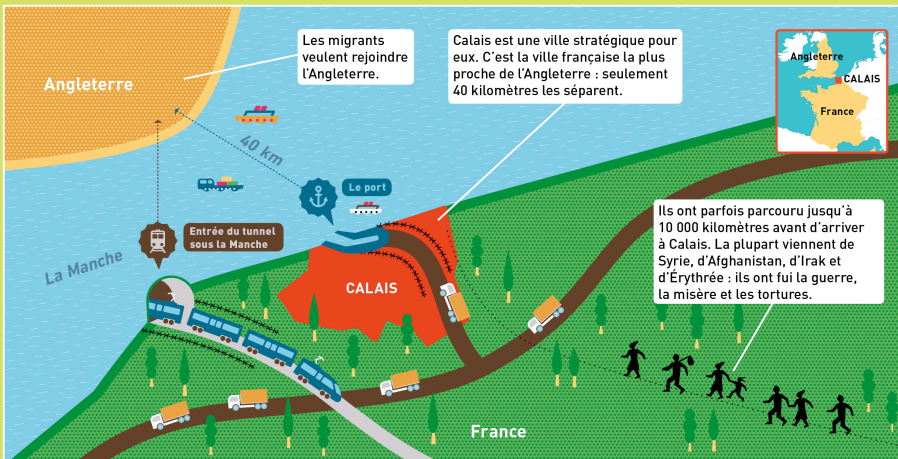 Les migrants
veulent rejoindre
l'Angleterre.
Calais est une ville stratégique pour
eux. C'est la ville française la plus
proche de l'Angleterre : seulement
40 kilomètres les séparent.
Angleterre
CALAIS
France
Angleterre
40 km
Le port
Entrée du tunnel
sous la Manche
La Manche
CALAIS
Ils ont parfois parcouru jusqu'à
10 000 kilomètres avant d'arriver
à Calais. La plupart viennent de
Syrie, d'Afghanistan, d'Irak et
d'Érythrée : ils ont fui la guerre,
la misère et les tortures.
France